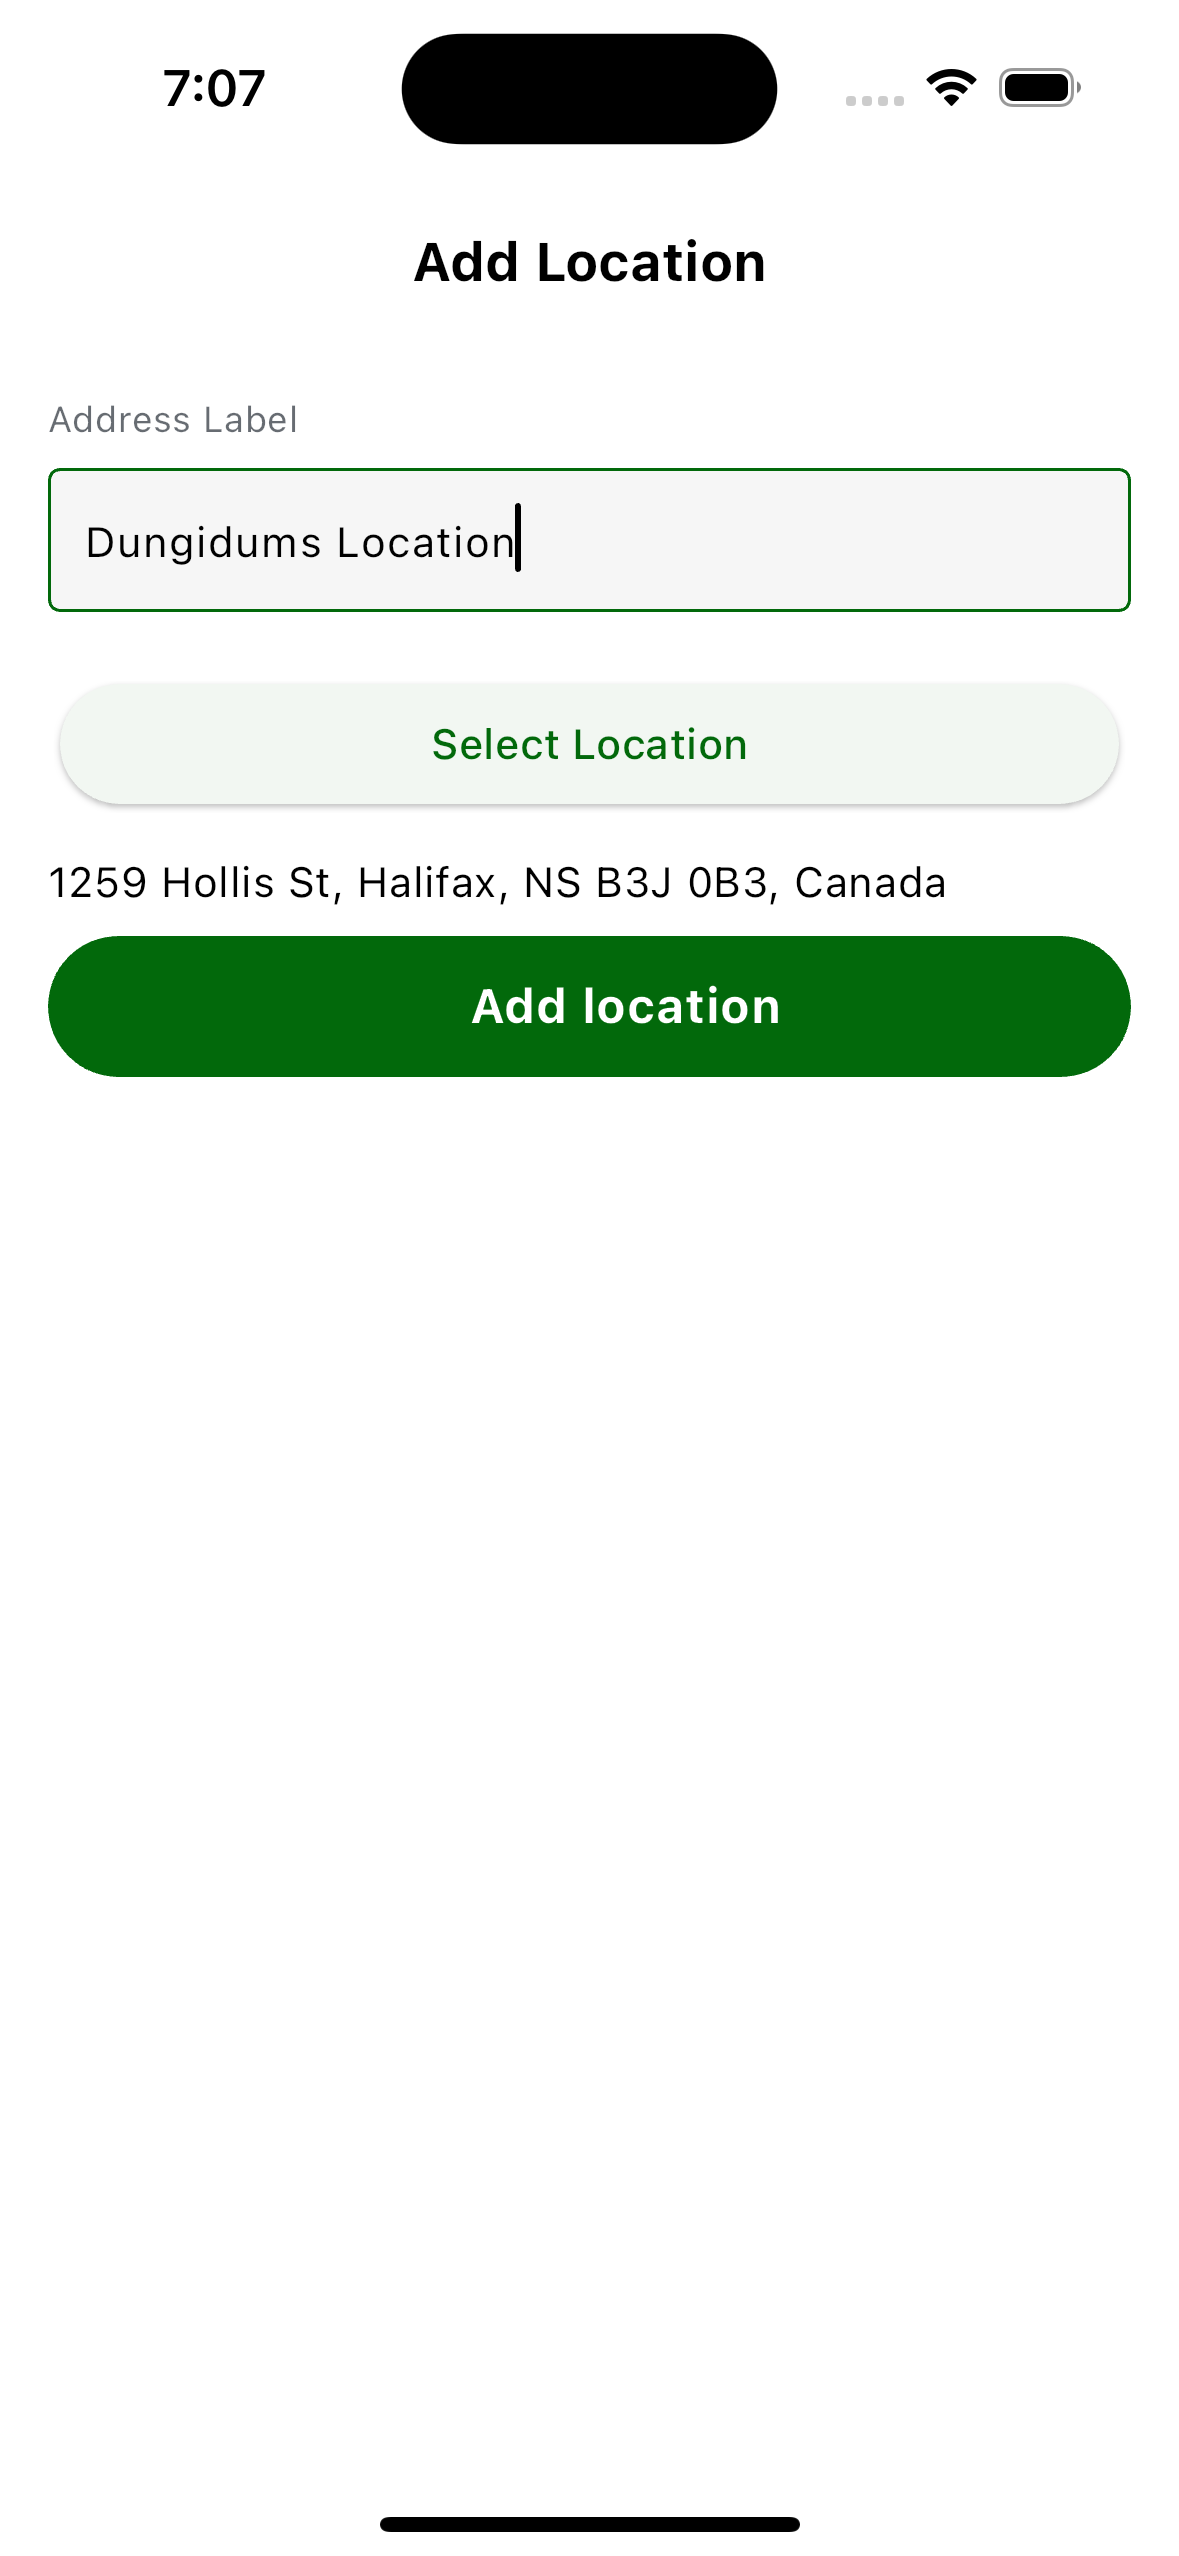 7:07
Add Location
Address Label
Dungidums Location
Select Location
1259 Hollis St, Halifax, NS B3J 0B3, Canada
Add location